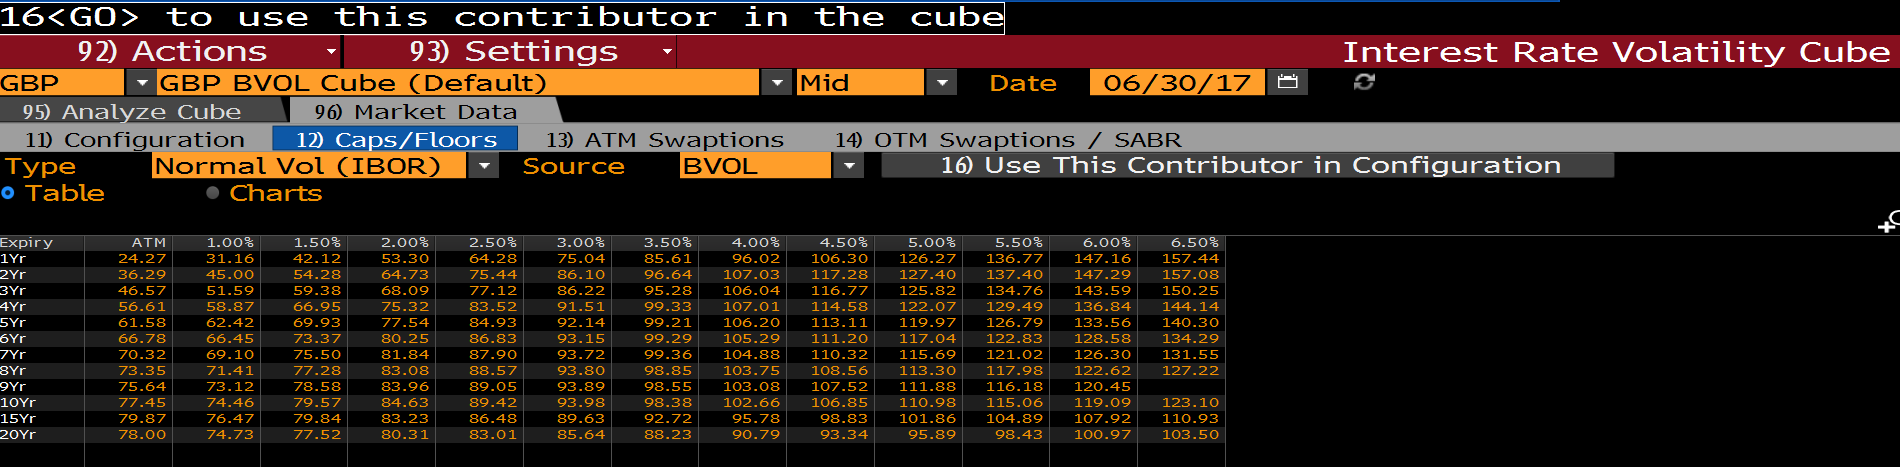 16<GO> to use this contributor in the cube
92) Actions 93) Settings Interest Rate Volatility Cube
GBP GBP BVOL Cube (Default) Mid Date 06/30/17
95) Analyze Cube 96) Market Data
11) Configuration 12) Caps/Floors 13) ATM Swaptions 14) OTM Swaptions / SABR
Type Normal Vol (IBOR) Source BVOL 16) Use This Contributor in Configuration
Table Charts
Expiry ATM 1.00% 1.50% 2.00% 2.50% 3.00% 3.50% 4.00% 4.50% 5.00% 5.50% 6.00% 6.50%
1Yr 24.27 31.16 42.12 53.30 64.28 75.04 85.61 96.02 106.30 126.27 136.77 147.16 157.44
2Yr 36.29 45.00 54.28 64.73 75.44 86.10 96.64 107.03 117.28 127.40 137.40 147.29 157.08
3Yr 46.57 51.59 59.38 68.09 77.12 86.22 95.28 106.04 116.77 125.82 134.76 143.59 150.25
4Yr 56.61 58.87 66.95 75.32 83.52 91.51 99.33 107.01 114.58 122.07 129.49 136.84 144.14
5Yr 61.58 62.42 69.93 77.54 84.93 92.14 99.21 106.20 113.11 119.97 126.79 133.56 140.30
6Yr 66.78 66.45 73.37 80.25 86.83 93.15 99.29 105.29 111.20 117.04 122.83 128.58 134.29
7Yr 70.32 69.10 75.50 81.84 87.90 93.72 99.36 104.88 110.32 115.69 121.02 126.30 131.55
8Yr 73.35 71.41 77.28 83.08 88.57 93.80 98.85 103.75 108.56 113.30 117.98 122.62 127.22
9Yr 75.64 73.12 78.58 83.96 89.05 93.89 98.55 103.08 107.52 111.88 116.18 120.45
10Yr 77.45 74.46 79.57 84.63 89.42 93.98 98.38 102.66 106.85 110.98 115.06 119.09 123.10
15Yr 79.87 76.47 79.84 83.23 86.48 89.63 92.72 95.78 98.83 101.86 104.89 107.92 110.93
20Yr 78.00 74.73 77.52 80.31 83.01 85.64 88.23 90.79 93.34 95.89 98.43 100.97 103.50